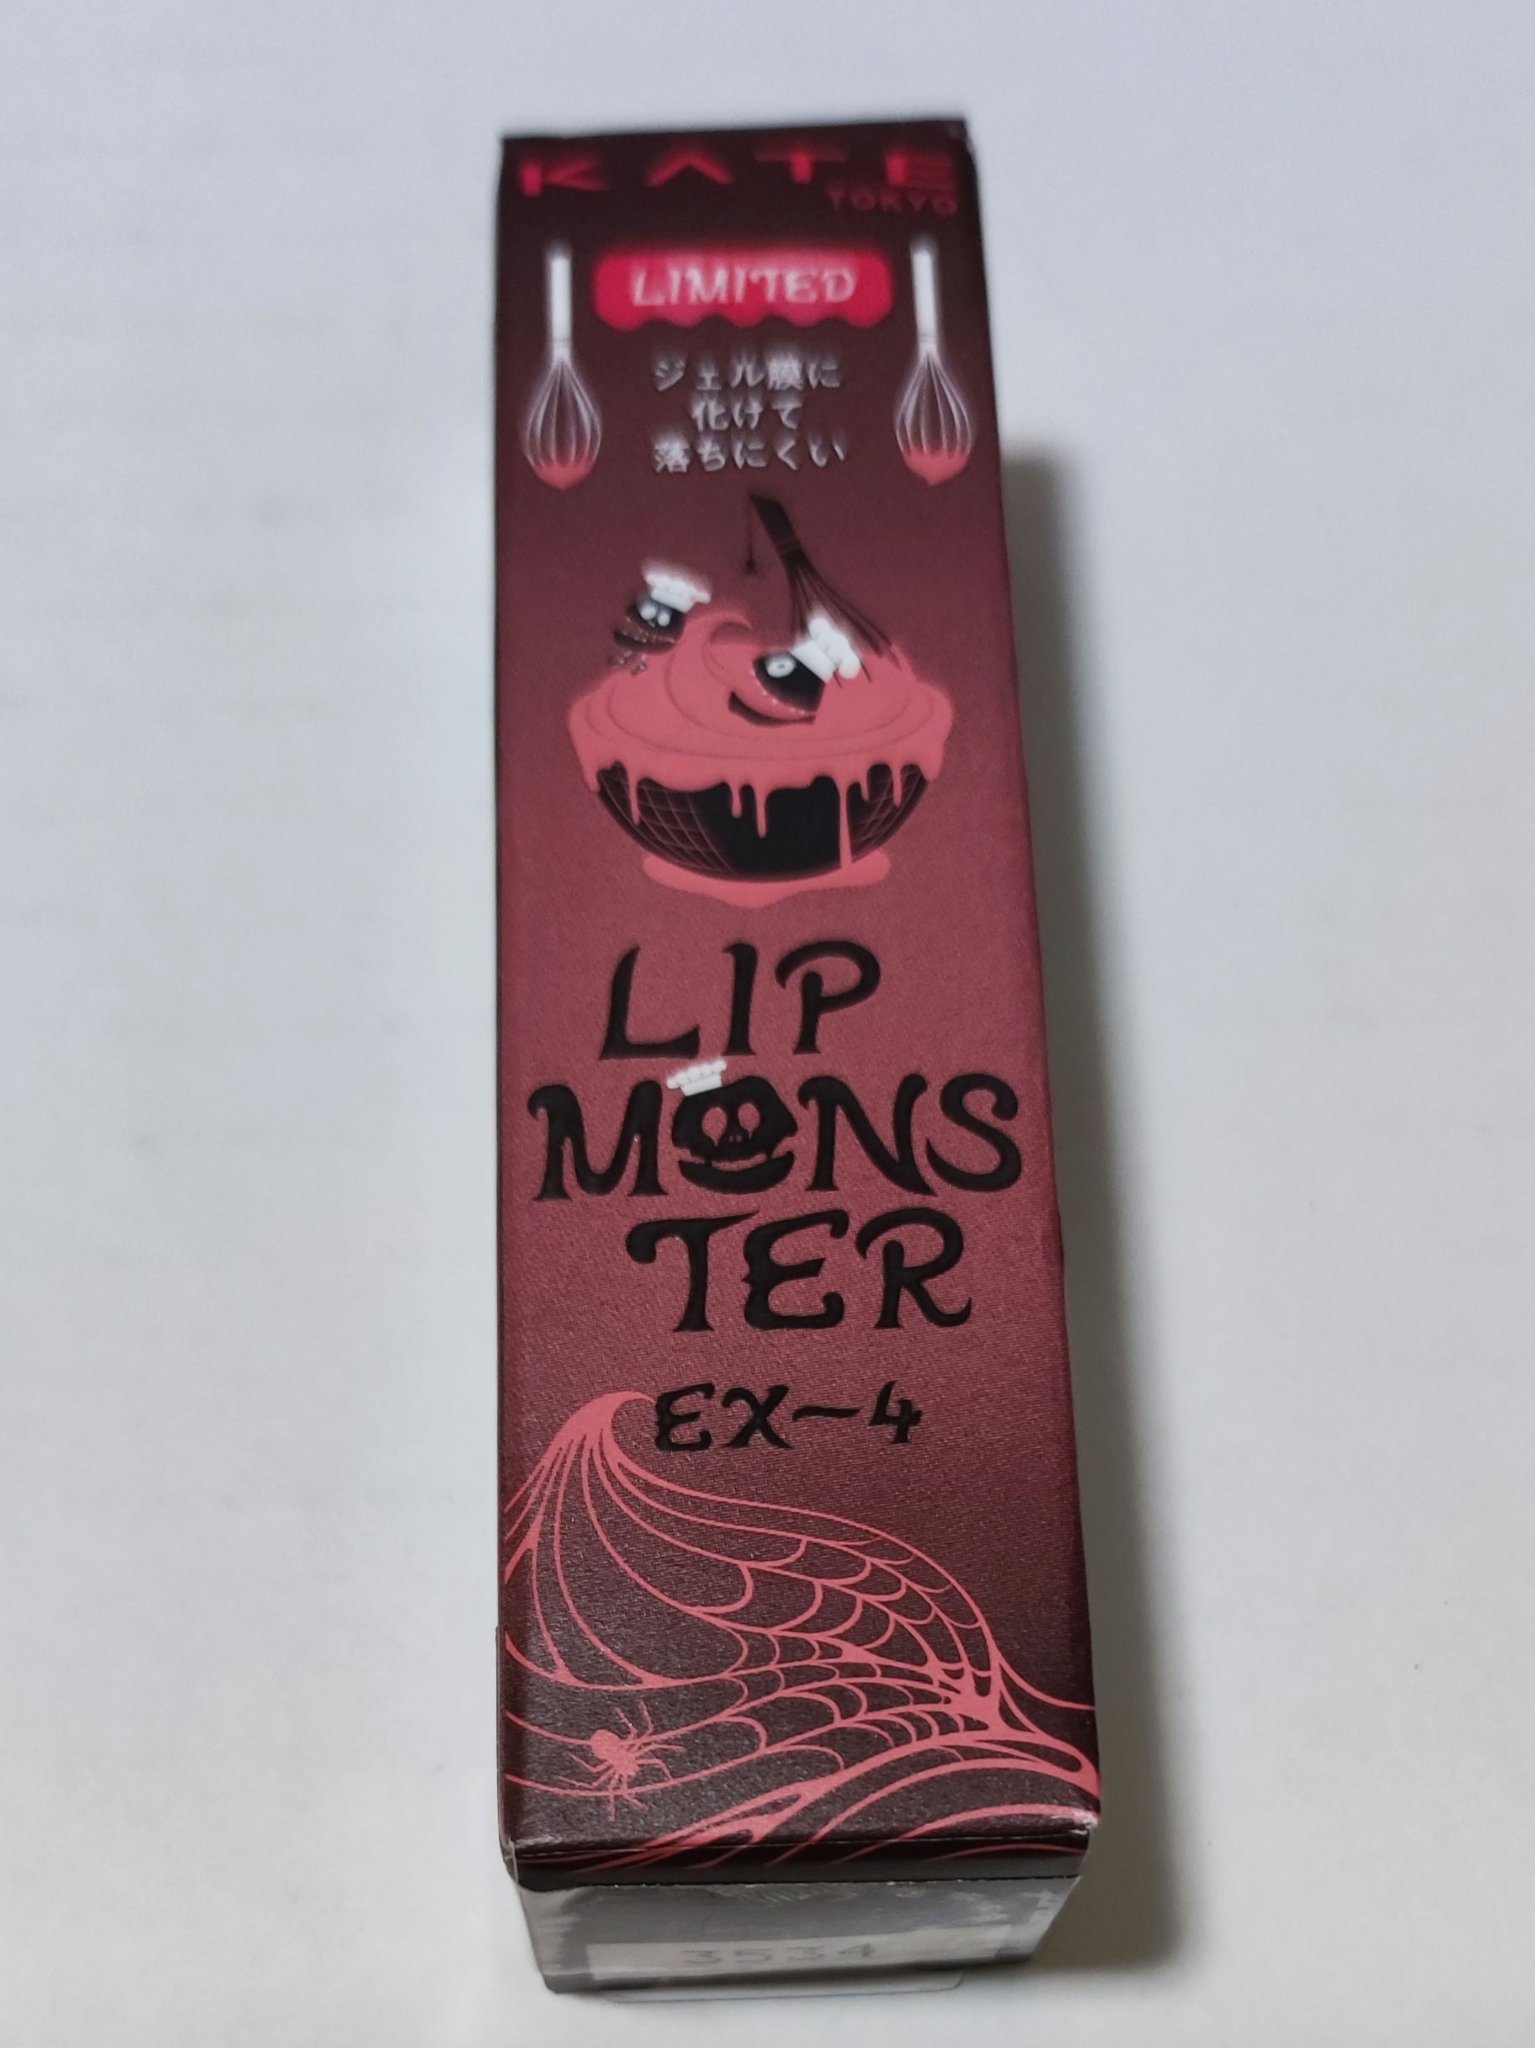 KATE
TOKYO
LIMITED
ジェル膜に
化けて
落ちにくい
LIP
MONS
TER
EX-4
3534